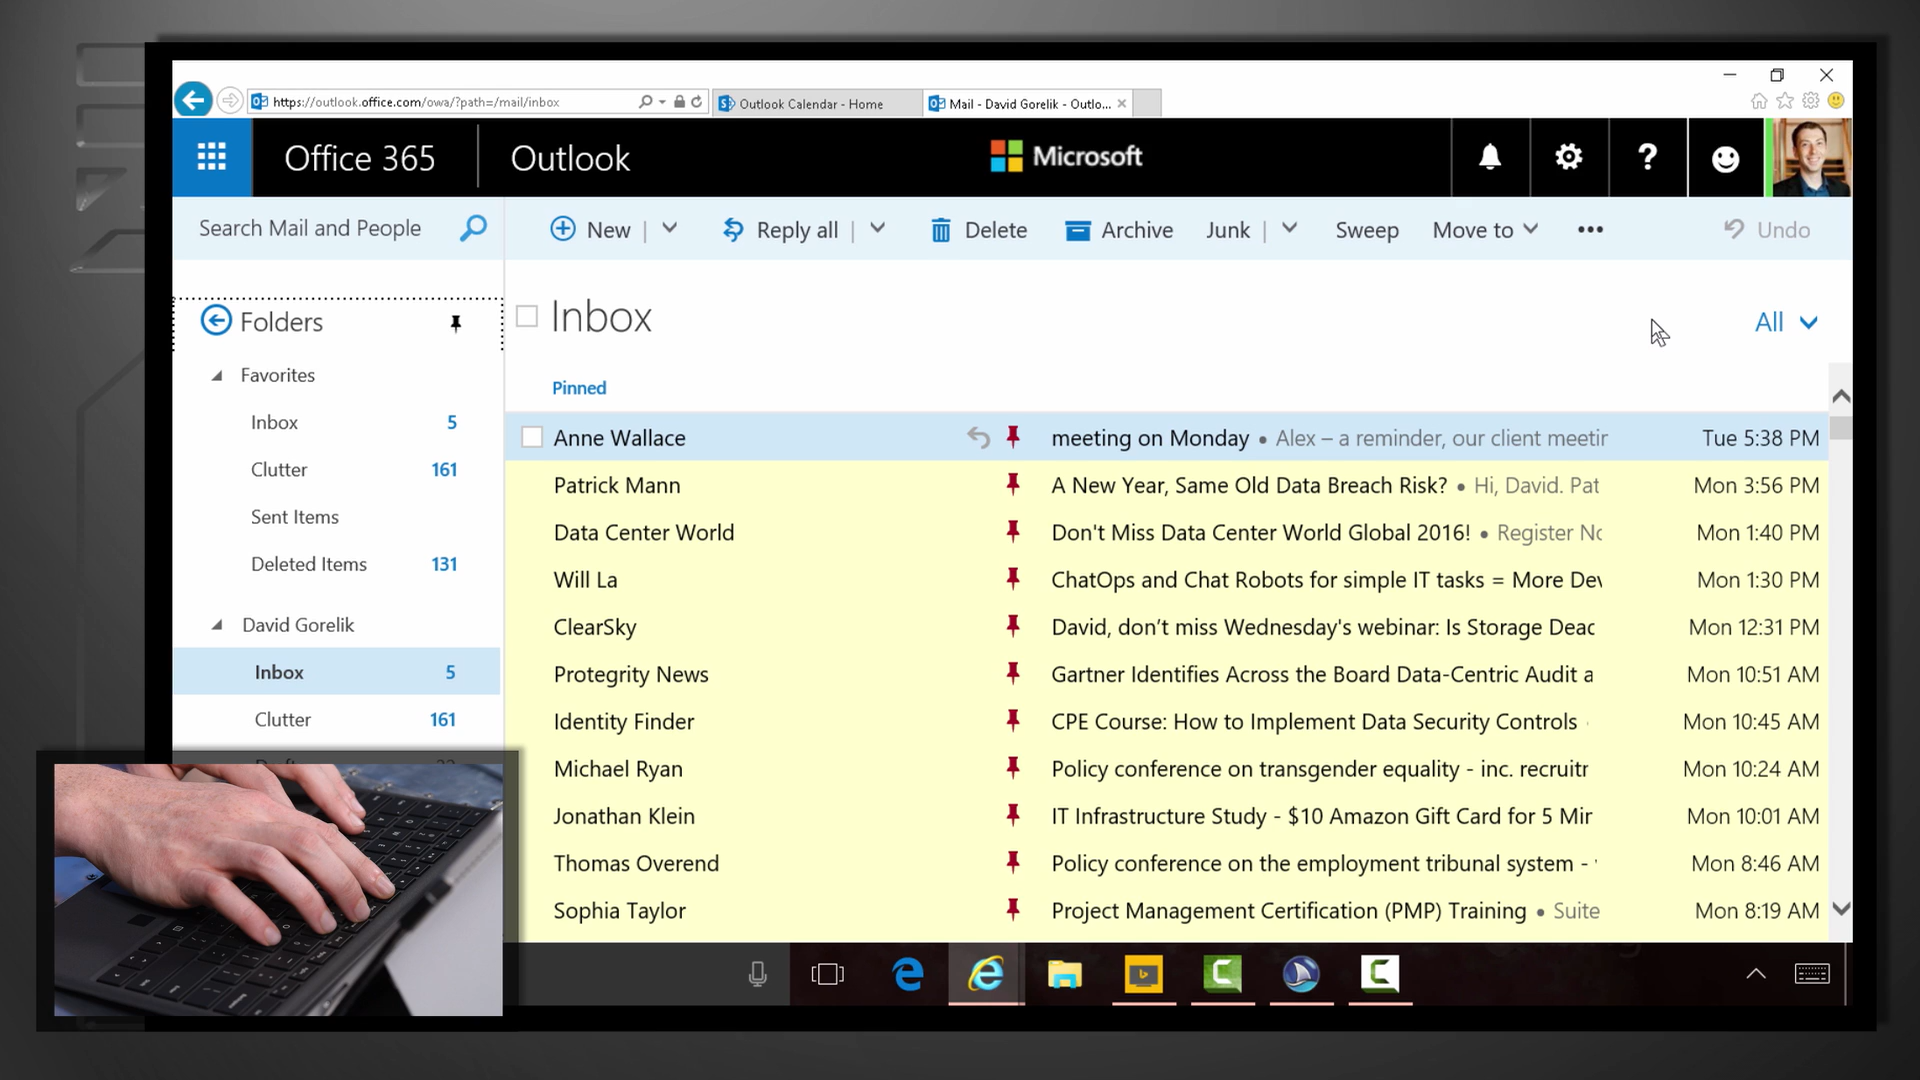 https://outlook.office.com/owa/?path=/mail/inbox
Outlook Calendar - Home
Mail - David Gorelik - Outlo...
Office 365
Outlook
Microsoft
Search Mail and People
New
Reply all
Delete
Archive
Junk
Sweep
Move to
Undo
Folders
Favorites
Inbox 5
Clutter 161
Sent Items
Deleted Items 131
David Gorelik
Inbox 5
Clutter 161
Inbox
All
Pinned
Anne Wallace meeting on Monday • Alex – a reminder, our client meetin Tue 5:38 PM
Patrick Mann A New Year, Same Old Data Breach Risk? • Hi, David. Pat Mon 3:56 PM
Data Center World Don't Miss Data Center World Global 2016! • Register Nc Mon 1:40 PM
Will La ChatOps and Chat Robots for simple IT tasks = More Dev Mon 1:30 PM
ClearSky David, don’t miss Wednesday's webinar: Is Storage Deac Mon 12:31 PM
Protegrity News Gartner Identifies Across the Board Data-Centric Audit a Mon 10:51 AM
Identity Finder CPE Course: How to Implement Data Security Controls Mon 10:45 AM
Michael Ryan Policy conference on transgender equality - inc. recruitr Mon 10:24 AM
Jonathan Klein IT Infrastructure Study - $10 Amazon Gift Card for 5 Mir Mon 10:01 AM
Thomas Overend Policy conference on the employment tribunal system - Mon 8:46 AM
Sophia Taylor Project Management Certification (PMP) Training • Suite Mon 8:19 AM